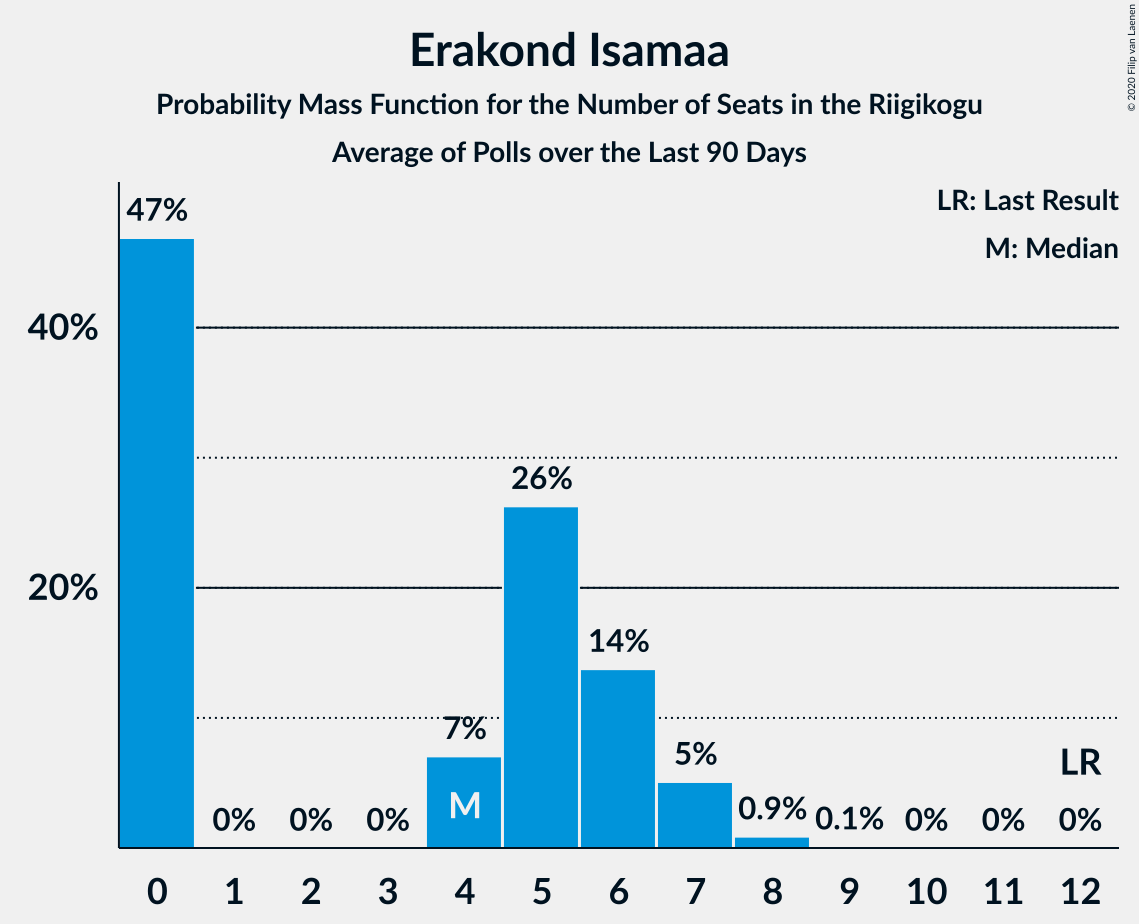 Erakond Isamaa
Probability Mass Function for the Number of Seats in the Riigikogu
Average of Polls over the Last 90 Days
© 2020 Filip van Laenen
LR: Last Result
M: Median
47%
40%
26%
20%
14%
7%
5%
LR
M
0%
0%
0%
0.9%
0.1%
0%
0%
0%
0 1 2 3 4 5 6 7 8 9 10 11 12